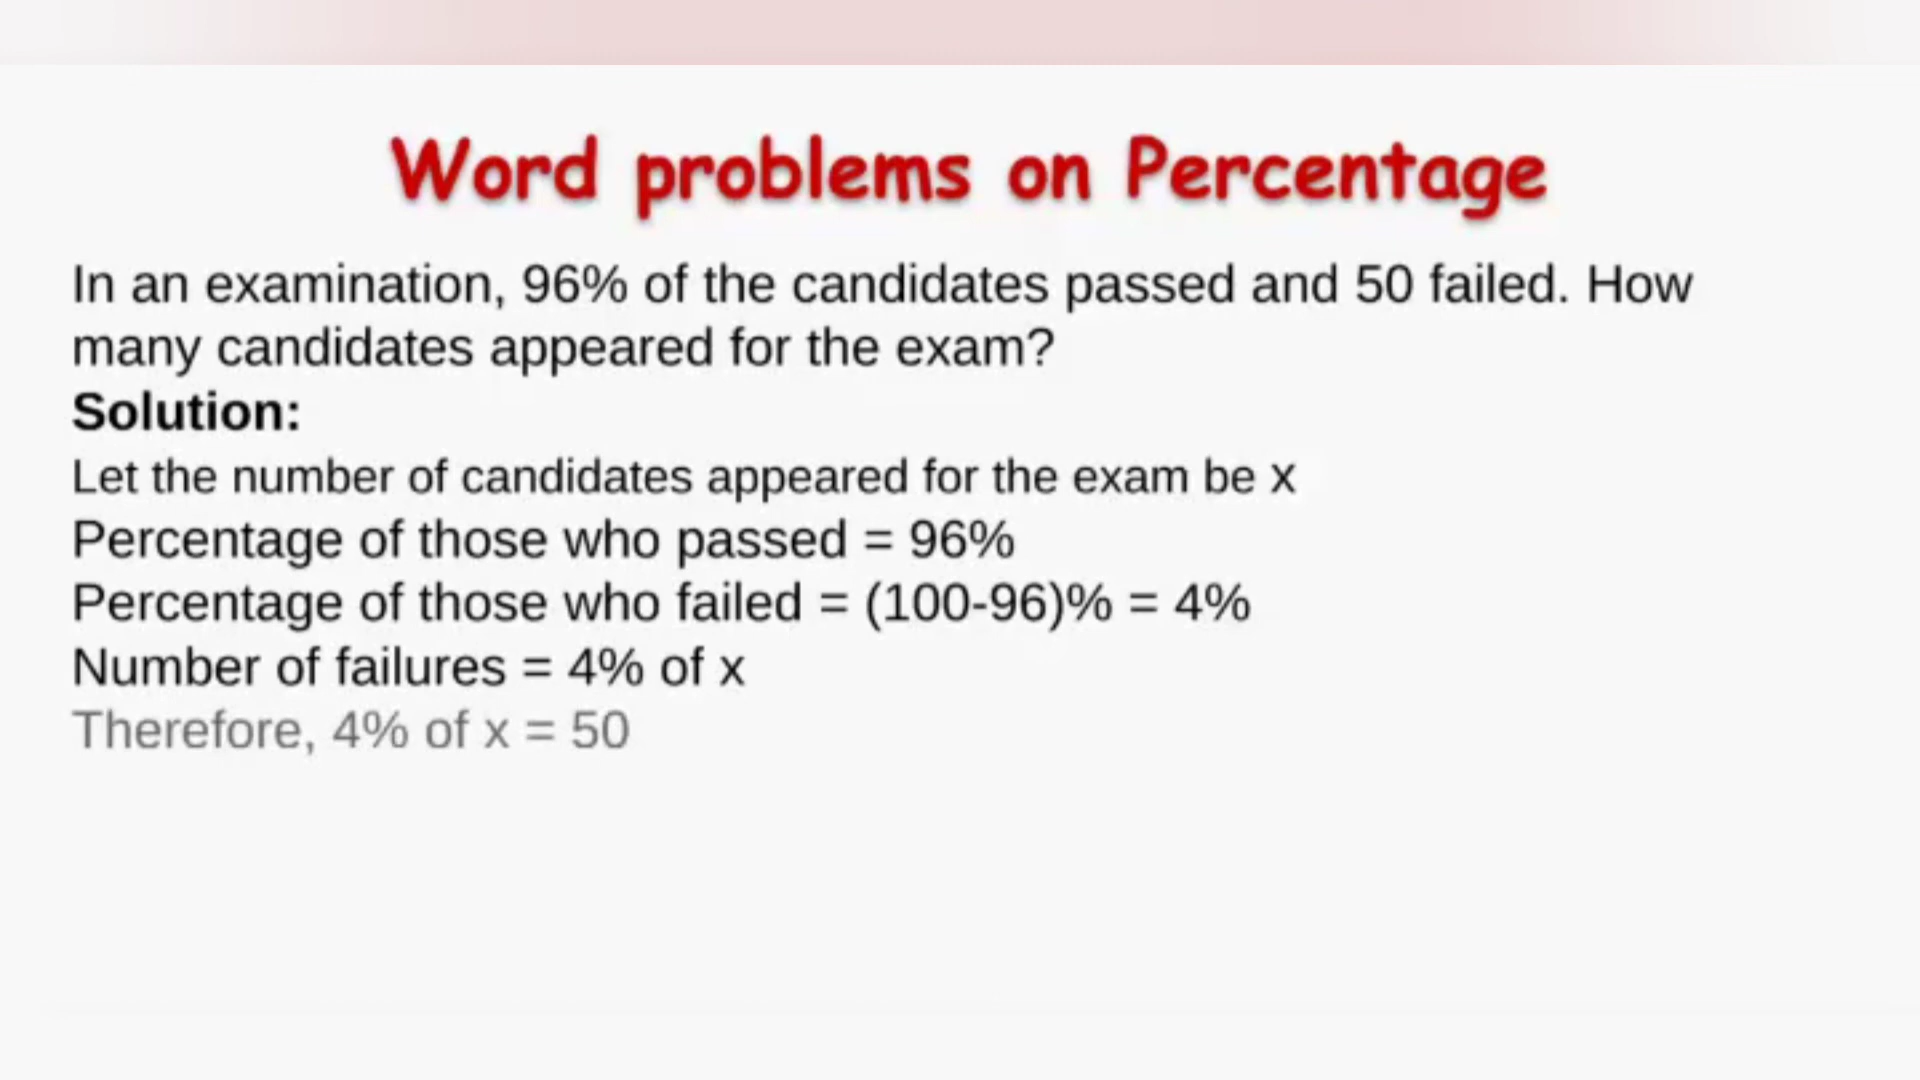 Word problems on Percentage
In an examination, 96% of the candidates passed and 50 failed. How
many candidates appeared for the exam?
Solution:
Let the number of candidates appeared for the exam be x
Percentage of those who passed = 96%
Percentage of those who failed = (100-96)% = 4%
Number of failures = 4% of x
Therefore, 4% of x = 50